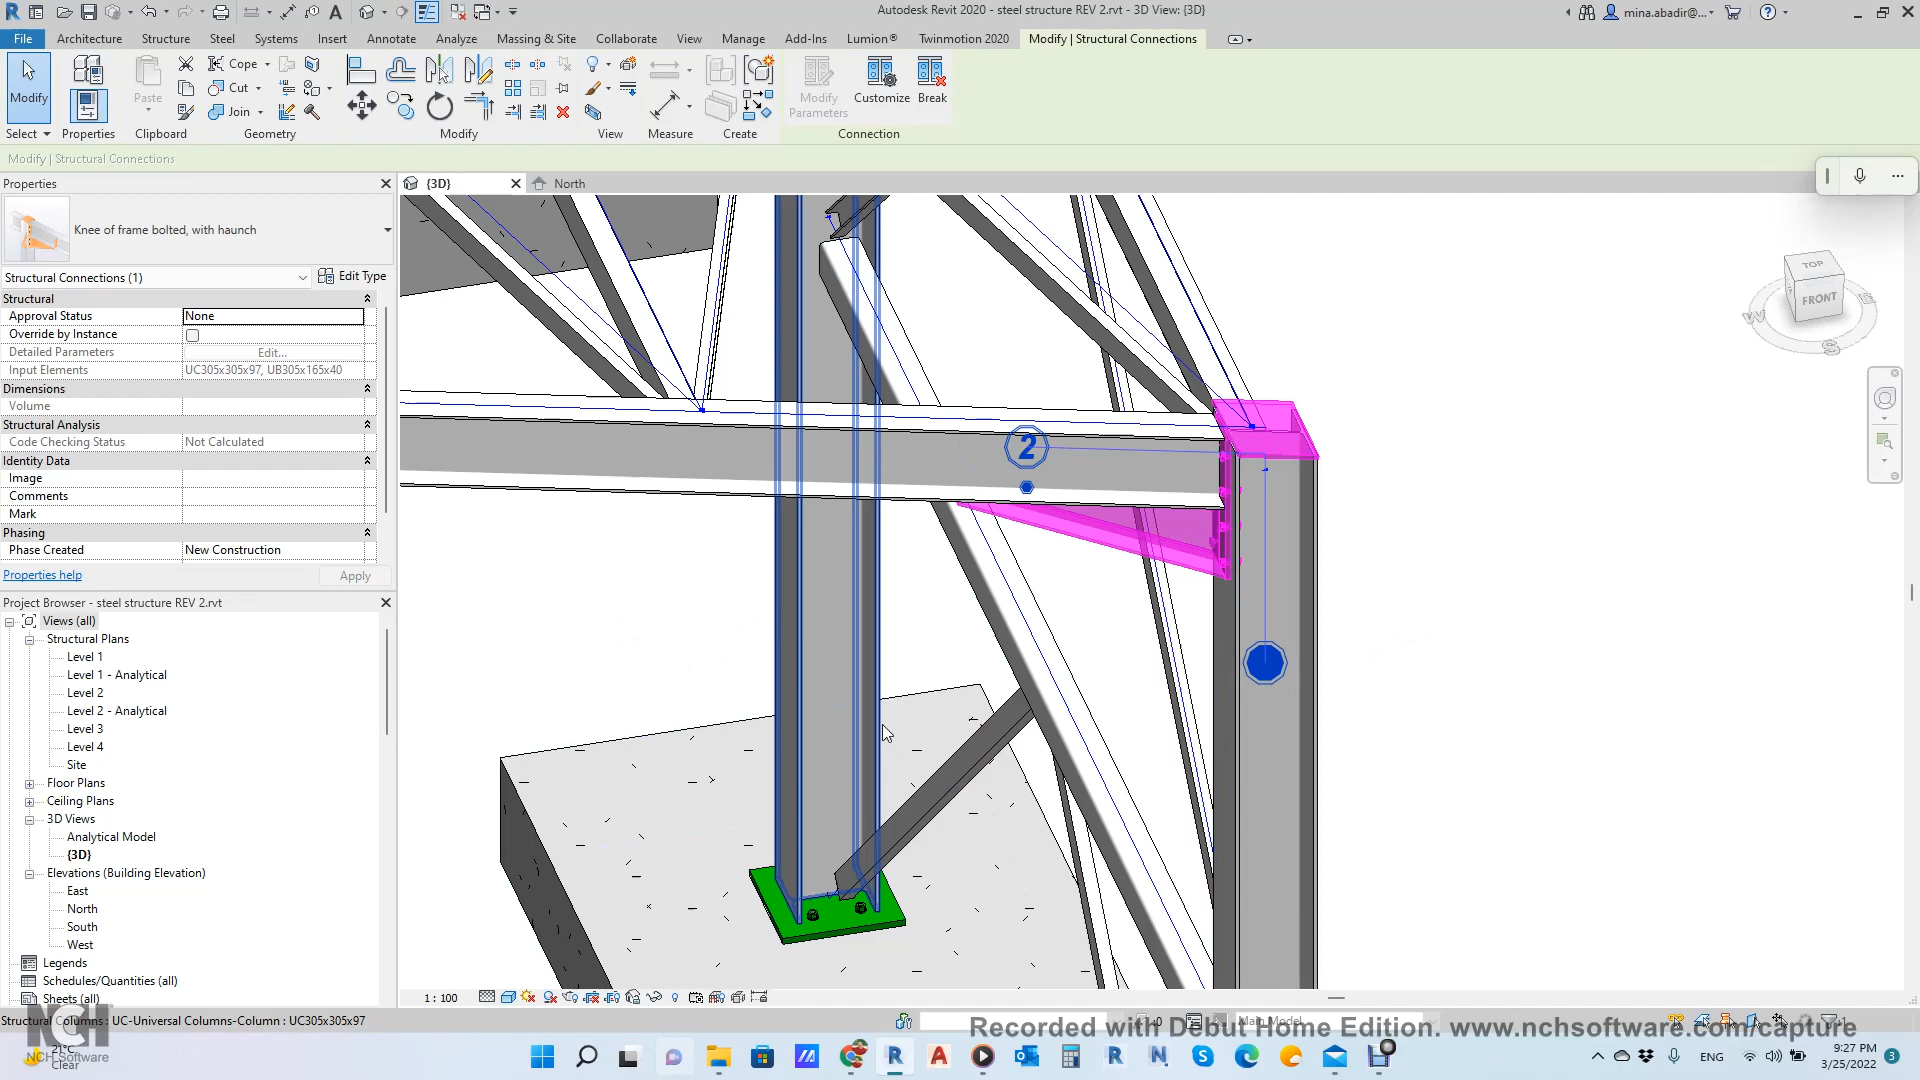 Autodesk Revit 2020 - steel structure REV 2.rvt - 3D View: {3D}
mina.abadir@...
File Architecture Structure Steel Systems Insert Annotate Analyze Massing & Site Collaborate View Manage Add-Ins Lumion® Twinmotion 2020 Modify | Structural Connections
Modify
Paste
Cope
Cut
Join
Modify Parameters
Customize
Break
Select Properties Clipboard Geometry Modify View Measure Create Connection
Modify | Structural Connections
Properties
{3D}
North
Knee of frame bolted, with haunch
Structural Connections (1)
Edit Type
Structural
Approval Status None
Override by Instance
Detailed Parameters Edit...
Input Elements UC305x305x97, UB305x165x40
Dimensions
Volume
Structural Analysis
Code Checking Status Not Calculated
Identity Data
Image
Comments
Mark
Phasing
Phase Created New Construction
Properties help
Apply
TOP
FRONT
W
S
2
Project Browser - steel structure REV 2.rvt
Views (all)
Structural Plans
Level 1
Level 1 - Analytical
Level 2
Level 2 - Analytical
Level 3
Level 4
Site
Floor Plans
Ceiling Plans
3D Views
Analytical Model
{3D}
Elevations (Building Elevation)
East
North
South
West
Legends
Schedules/Quantities (all)
Sheets (all)
1 : 100
Structural Columns : UC-Universal Columns-Column : UC305x305x97
:0
Main Model
:1
Recorded with Debut Home Edition. www.nchsoftware.com/capture
NCH
NCH Software
21°C
Clear
ENG
9:27 PM
3/25/2022
3